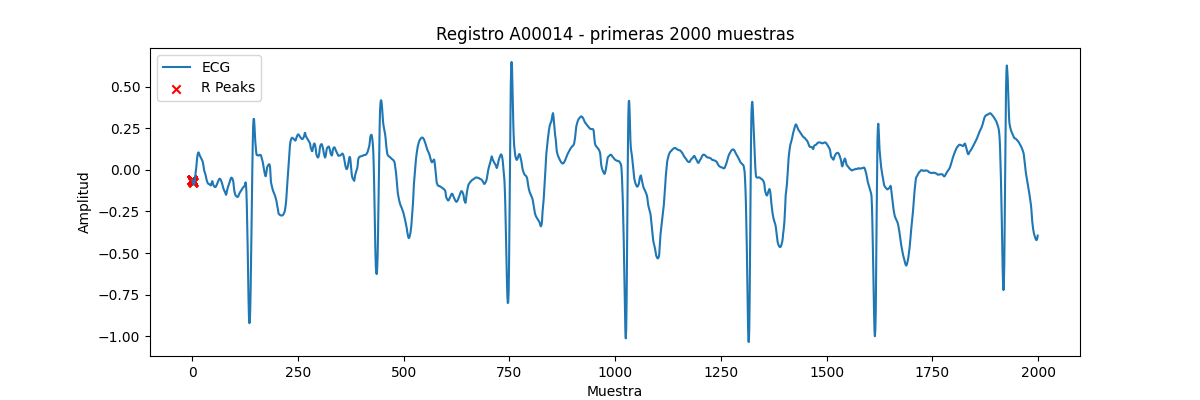 Registro A00014 - primeras 2000 muestras
ECG
R Peaks
Amplitud
0.50
0.25
0.00
−0.25
−0.50
−0.75
−1.00
0 250 500 750 1000 1250 1500 1750 2000
Muestra